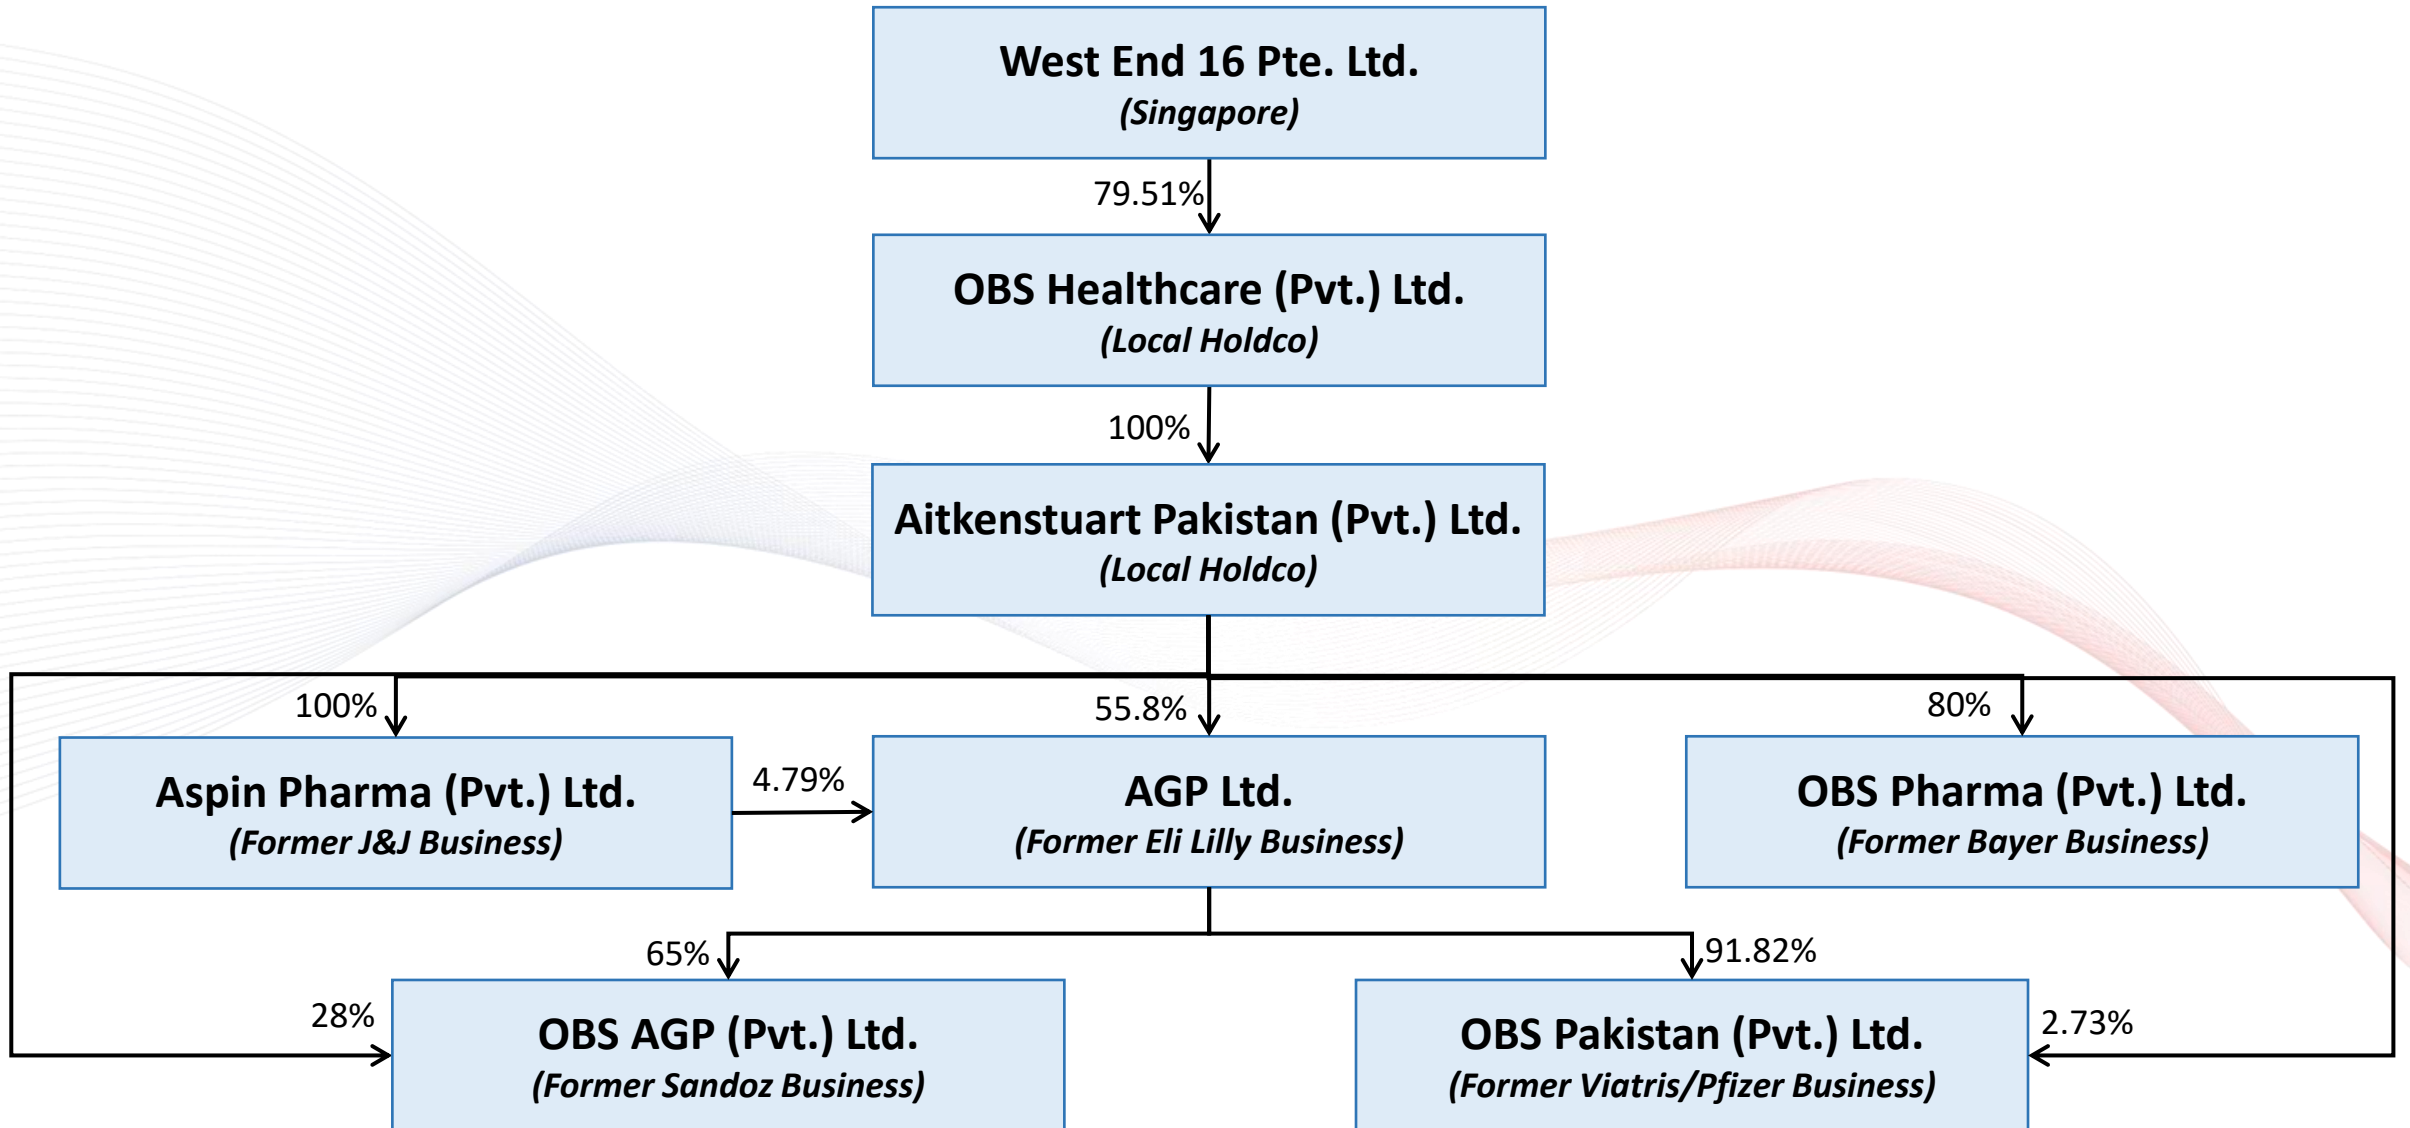 West End 16 Pte. Ltd.
(Singapore)
79.51%
OBS Healthcare (Pvt.) Ltd.
(Local Holdco)
100%
Aitkenstuart Pakistan (Pvt.) Ltd.
(Local Holdco)
100%
55.8%
80%
Aspin Pharma (Pvt.) Ltd.
(Former J&J Business)
4.79%
AGP Ltd.
(Former Eli Lilly Business)
OBS Pharma (Pvt.) Ltd.
(Former Bayer Business)
65%
91.82%
28%
OBS AGP (Pvt.) Ltd.
(Former Sandoz Business)
OBS Pakistan (Pvt.) Ltd.
(Former Viatris/Pfizer Business)
2.73%